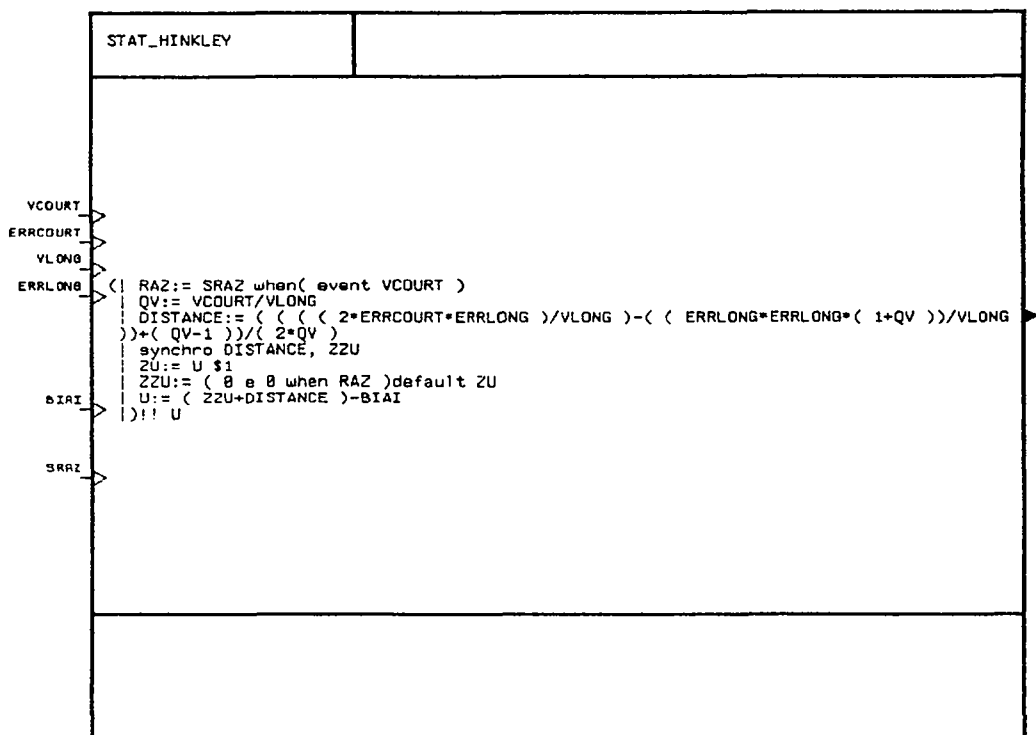 STAT_HINKLEY
VCOURT
ERRCOURT
VLONG
ERRLONG
(| RAZ:= SRAZ when( event VCOURT )
| QV:= VCOURT/VLONG
| DISTANCE:= ( ( ( ( 2*ERRCOURT*ERRLONG )/VLONG )-( ( ERRLONG*ERRLONG*( 1+QV ))/VLONG
))+( QV-1 ))/( 2*QV )
| synchro DISTANCE, ZZU
| ZU:= U $1
| ZZU:= ( 0 e 0 when RAZ )default ZU
| U:= ( ZZU+DISTANCE )-BIAI
|)!! U
BIAI
SRAZ